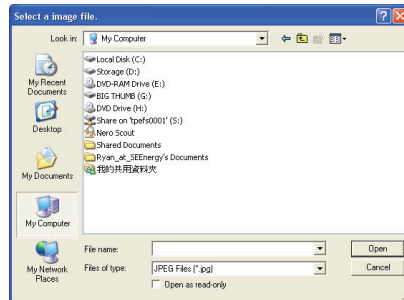 Select a image file.
Look in:
My Computer
My Recent
Documents
Desktop
My Documents
My Computer
My Network
Places
Local Disk (C:)
Storage (D:)
DVD-RAM Drive (E:)
BIG THUMB (G:)
DVD Drive (H:)
Share on 'tpefs0001' (S:)
Nero Scout
Shared Documents
Ryan_at_SEEnergy's Documents
我的共用資料夾
File name:
Open
Files of type:
JPEG Files (*.jpg)
Cancel
Open as read-only